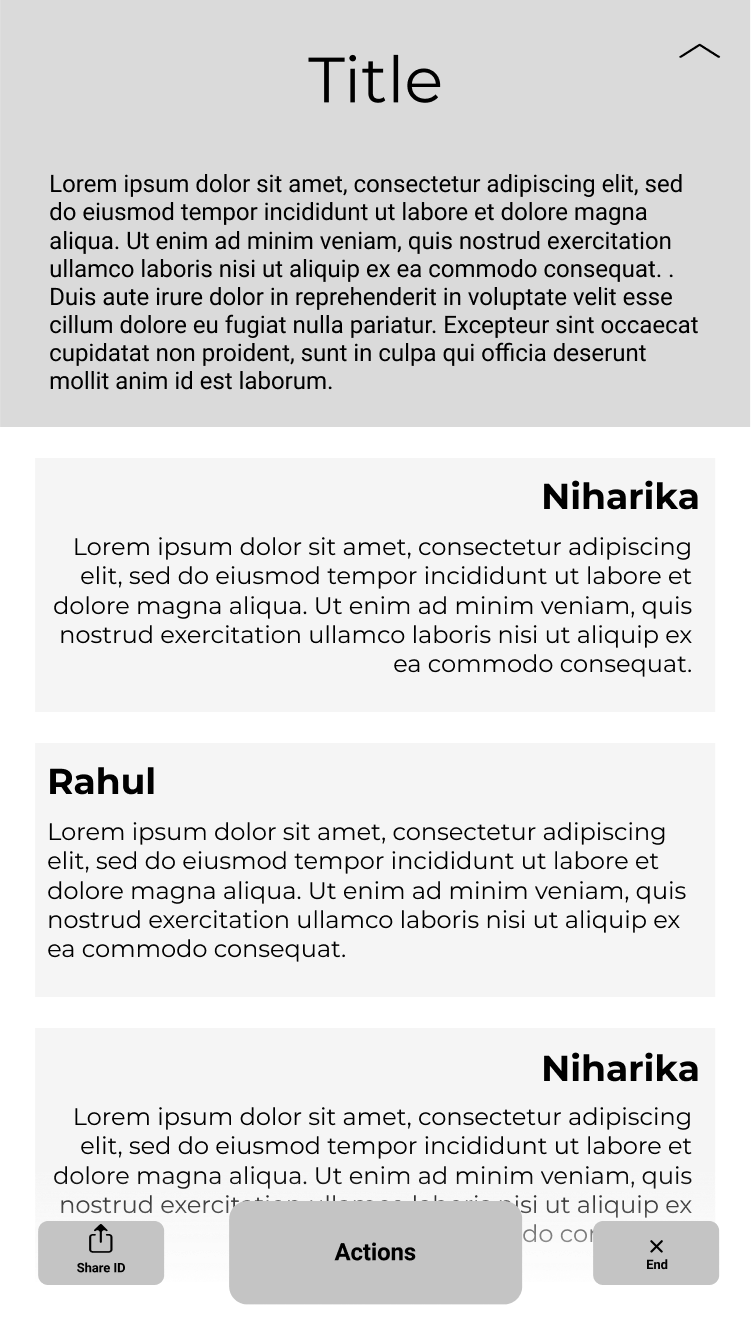 Title
Lorem ipsum dolor sit amet, consectetur adipiscing elit, sed
do eiusmod tempor incididunt ut labore et dolore magna
aliqua. Ut enim ad minim veniam, quis nostrud exercitation
ullamco laboris nisi ut aliquip ex ea commodo consequat. .
Duis aute irure dolor in reprehenderit in voluptate velit esse
cillum dolore eu fugiat nulla pariatur. Excepteur sint occaecat
cupidatat non proident, sunt in culpa qui officia deserunt
mollit anim id est laborum.
Niharika
Lorem ipsum dolor sit amet, consectetur adipiscing
elit, sed do eiusmod tempor incididunt ut labore et
dolore magna aliqua. Ut enim ad minim veniam, quis
nostrud exercitation ullamco laboris nisi ut aliquip ex
ea commodo consequat.
Rahul
Lorem ipsum dolor sit amet, consectetur adipiscing
elit, sed do eiusmod tempor incididunt ut labore et
dolore magna aliqua. Ut enim ad minim veniam, quis
nostrud exercitation ullamco laboris nisi ut aliquip ex
ea commodo consequat.
Niharika
Lorem ipsum dolor sit amet, consectetur adipiscing
elit, sed do eiusmod tempor incididunt ut labore et
dolore magna aliqua. Ut enim ad minim veniam, quis
nostrud ut aliquip ex
Share ID
Actions
End